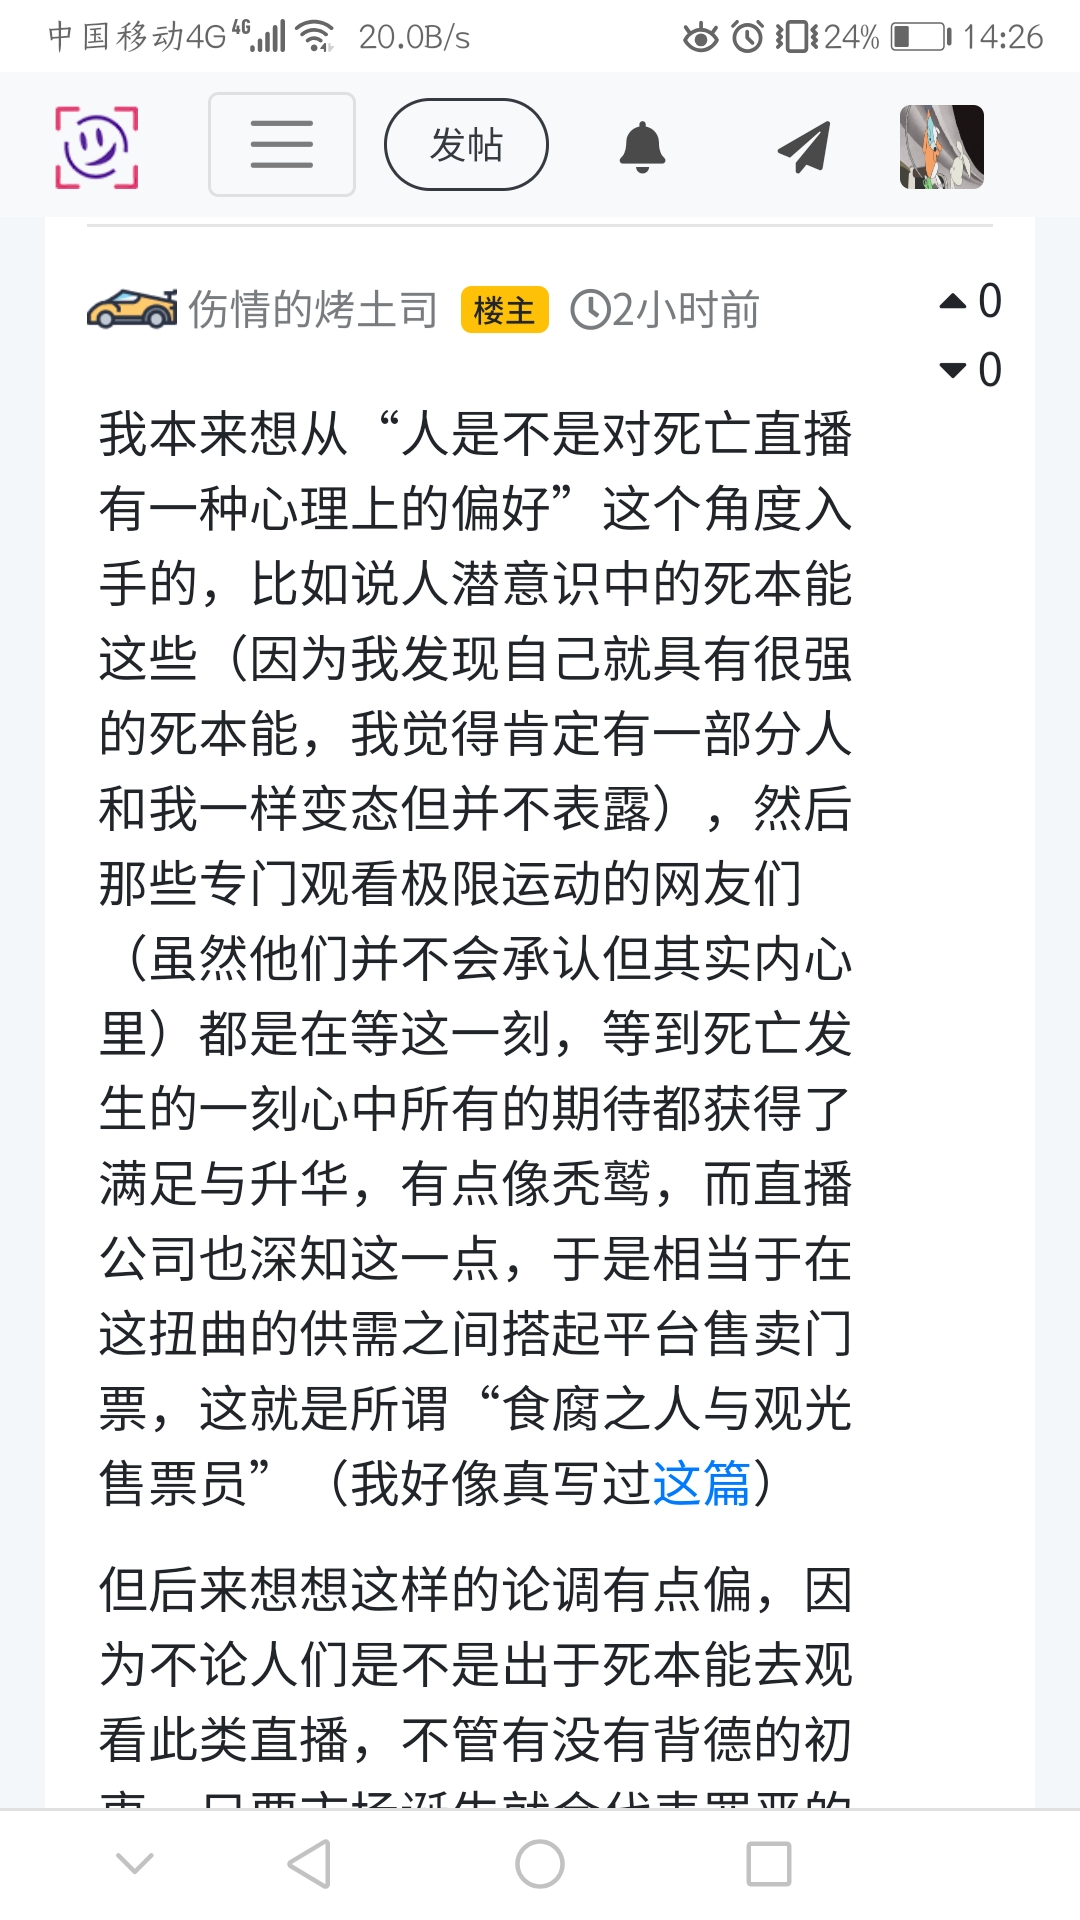 中国移动4G 4G 20.0B/s 24% 14:26
发帖
伤情的烤土司 楼主 2小时前
0
0
我本来想从“人是不是对死亡直播
有一种心理上的偏好”这个角度入
手的，比如说人潜意识中的死本能
这些（因为我发现自己就具有很强
的死本能，我觉得肯定有一部分人
和我一样变态但并不表露），然后
那些专门观看极限运动的网友们
（虽然他们并不会承认但其实内心
里）都是在等这一刻，等到死亡发
生的一刻心中所有的期待都获得了
满足与升华，有点像秃鹫，而直播
公司也深知这一点，于是相当于在
这扭曲的供需之间搭起平台售卖门
票，这就是所谓“食腐之人与观光
售票员”（我好像真写过这篇）
但后来想想这样的论调有点偏，因
为不论人们是不是出于死本能去观
看此类直播，不管有没有背德的初
衷，只要市场诞生就会代表罪恶的